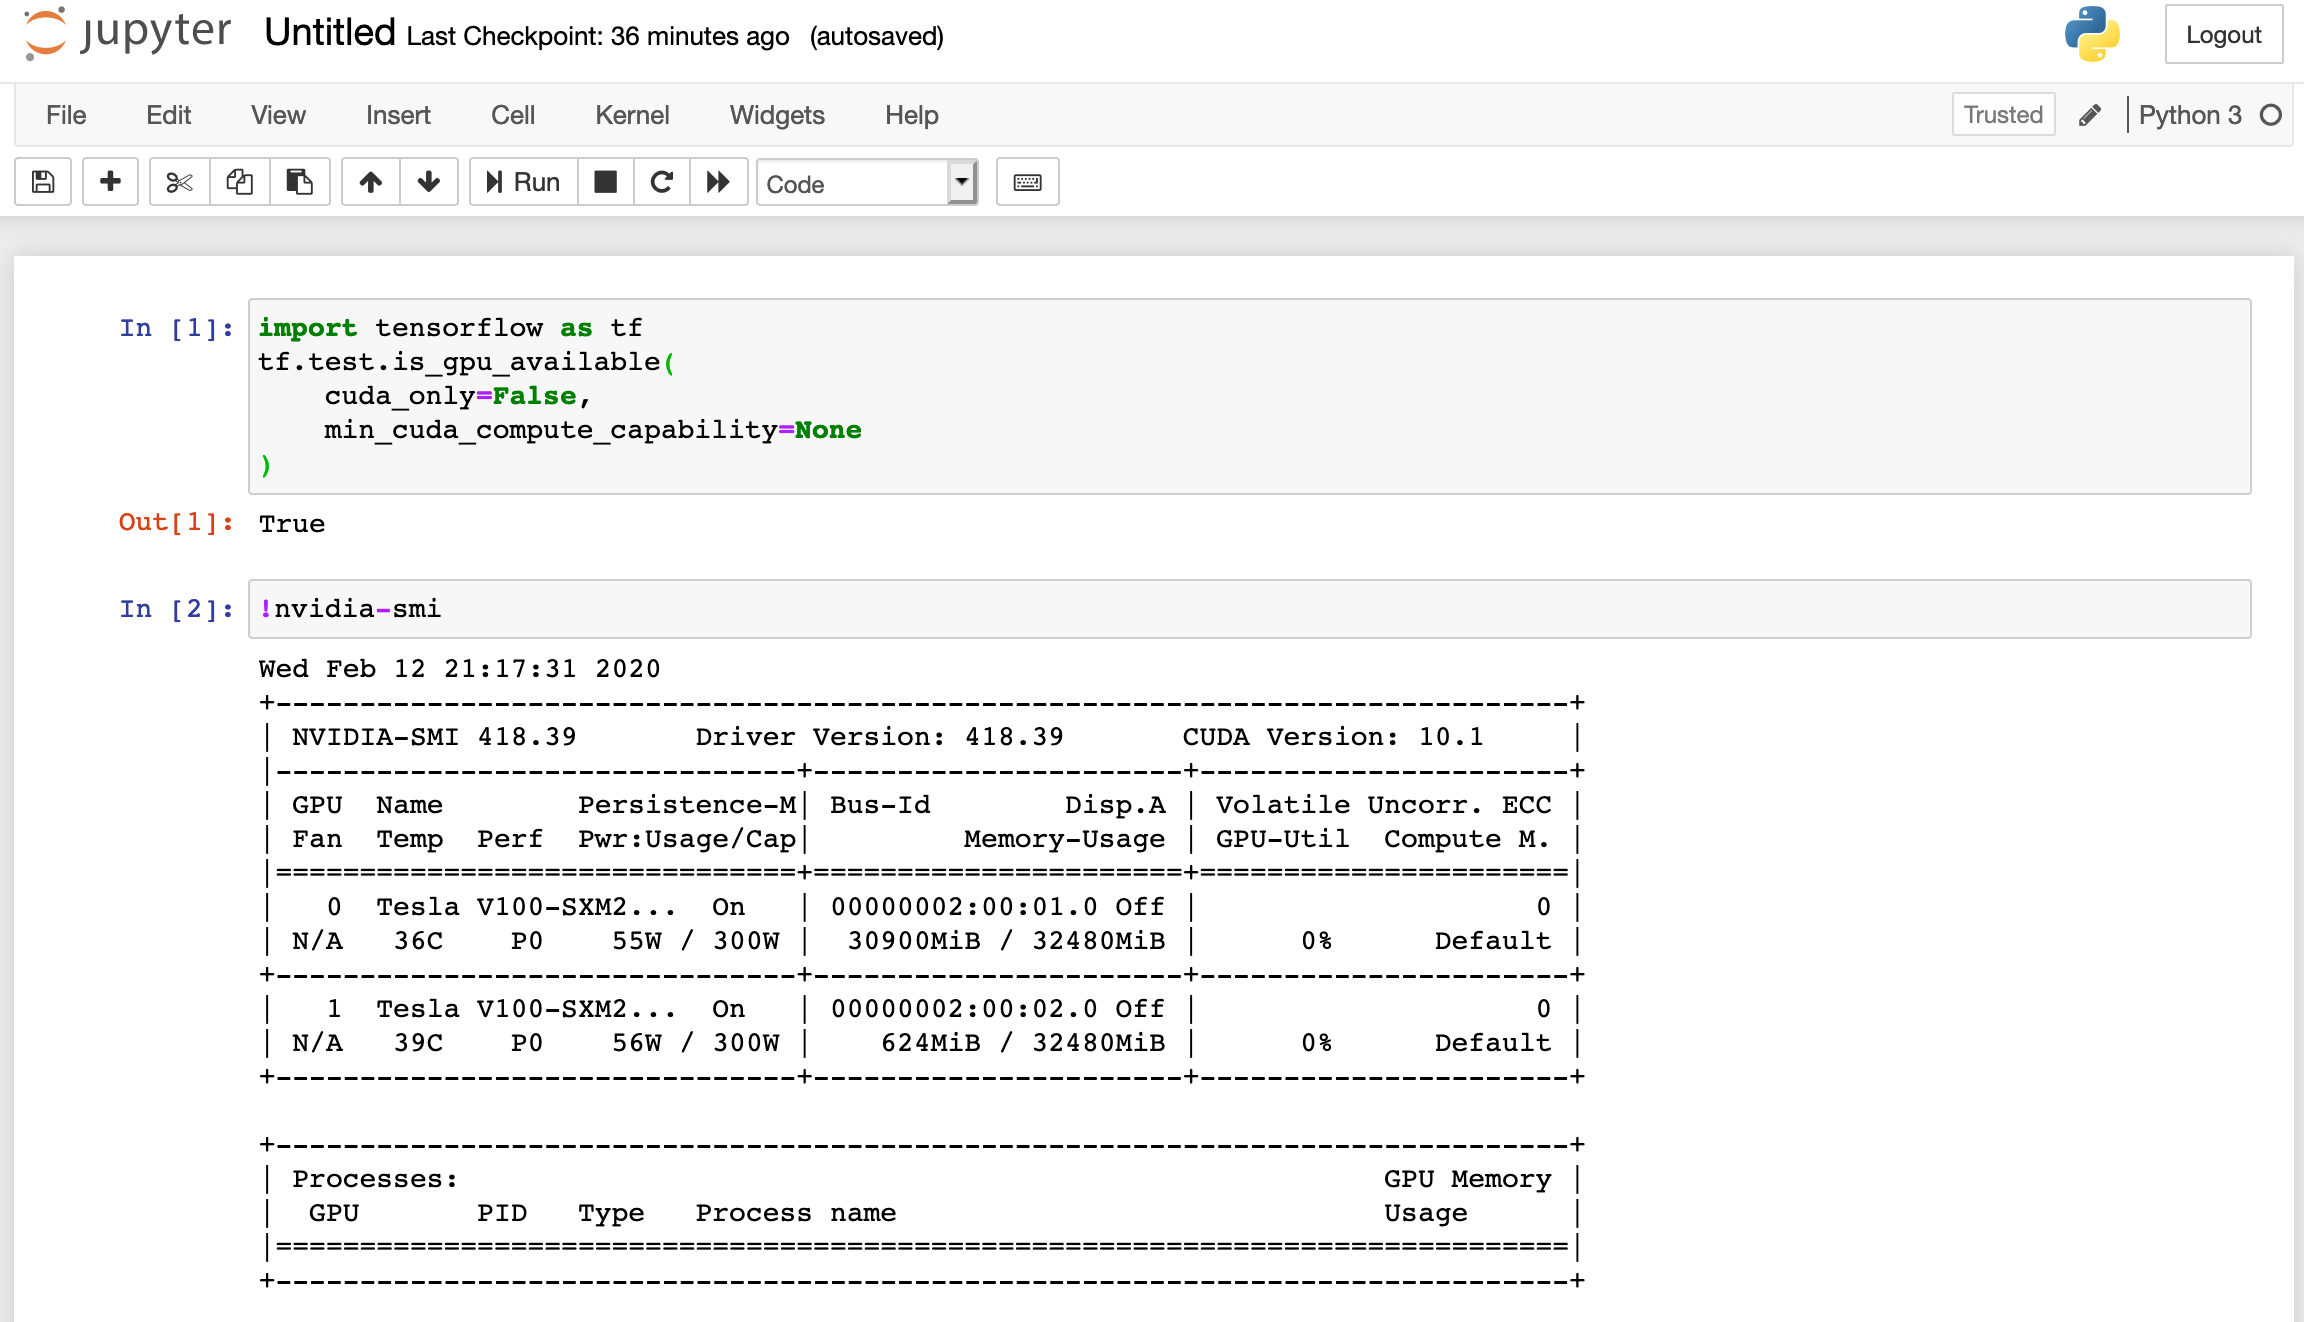 jupyter Untitled Last Checkpoint: 36 minutes ago (autosaved) Logout
File Edit View Insert Cell Kernel Widgets Help Trusted Python 3
Run Code
In [1]: import tensorflow as tf
tf.test.is_gpu_available(
    cuda_only=False,
    min_cuda_compute_capability=None
)
Out[1]: True
In [2]: !nvidia-smi
Wed Feb 12 21:17:31 2020
+-----------------------------------------------------------------------------+
| NVIDIA-SMI 418.39       Driver Version: 418.39       CUDA Version: 10.1     |
|-------------------------------+----------------------+----------------------+
| GPU  Name        Persistence-M| Bus-Id        Disp.A | Volatile Uncorr. ECC |
| Fan  Temp  Perf  Pwr:Usage/Cap|         Memory-Usage | GPU-Util  Compute M. |
|===============================+======================+======================|
|   0  Tesla V100-SXM2...  On   | 00000002:00:01.0 Off |                    0 |
| N/A   36C    P0    55W / 300W |  30900MiB / 32480MiB |      0%      Default |
+-------------------------------+----------------------+----------------------+
|   1  Tesla V100-SXM2...  On   | 00000002:00:02.0 Off |                    0 |
| N/A   39C    P0    56W / 300W |    624MiB / 32480MiB |      0%      Default |
+-------------------------------+----------------------+----------------------+
+-----------------------------------------------------------------------------+
| Processes:                                                       GPU Memory |
|  GPU       PID   Type   Process name                             Usage      |
|=============================================================================|
+-----------------------------------------------------------------------------+